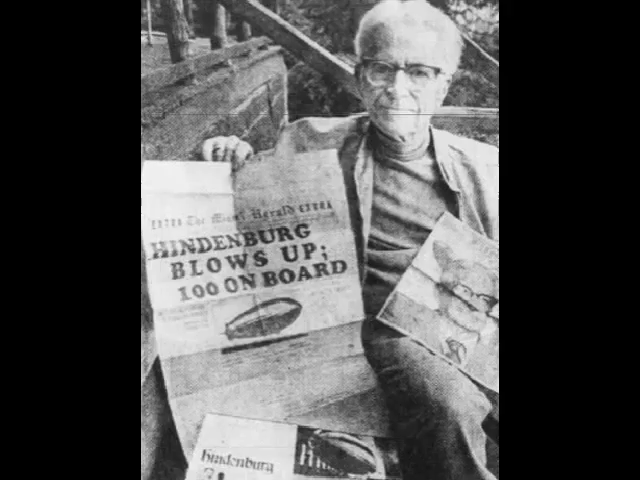 EXTRA The Miami Herald EXTRA
HINDENBURG
BLOWS UP;
100 ON BOARD
hindenburg